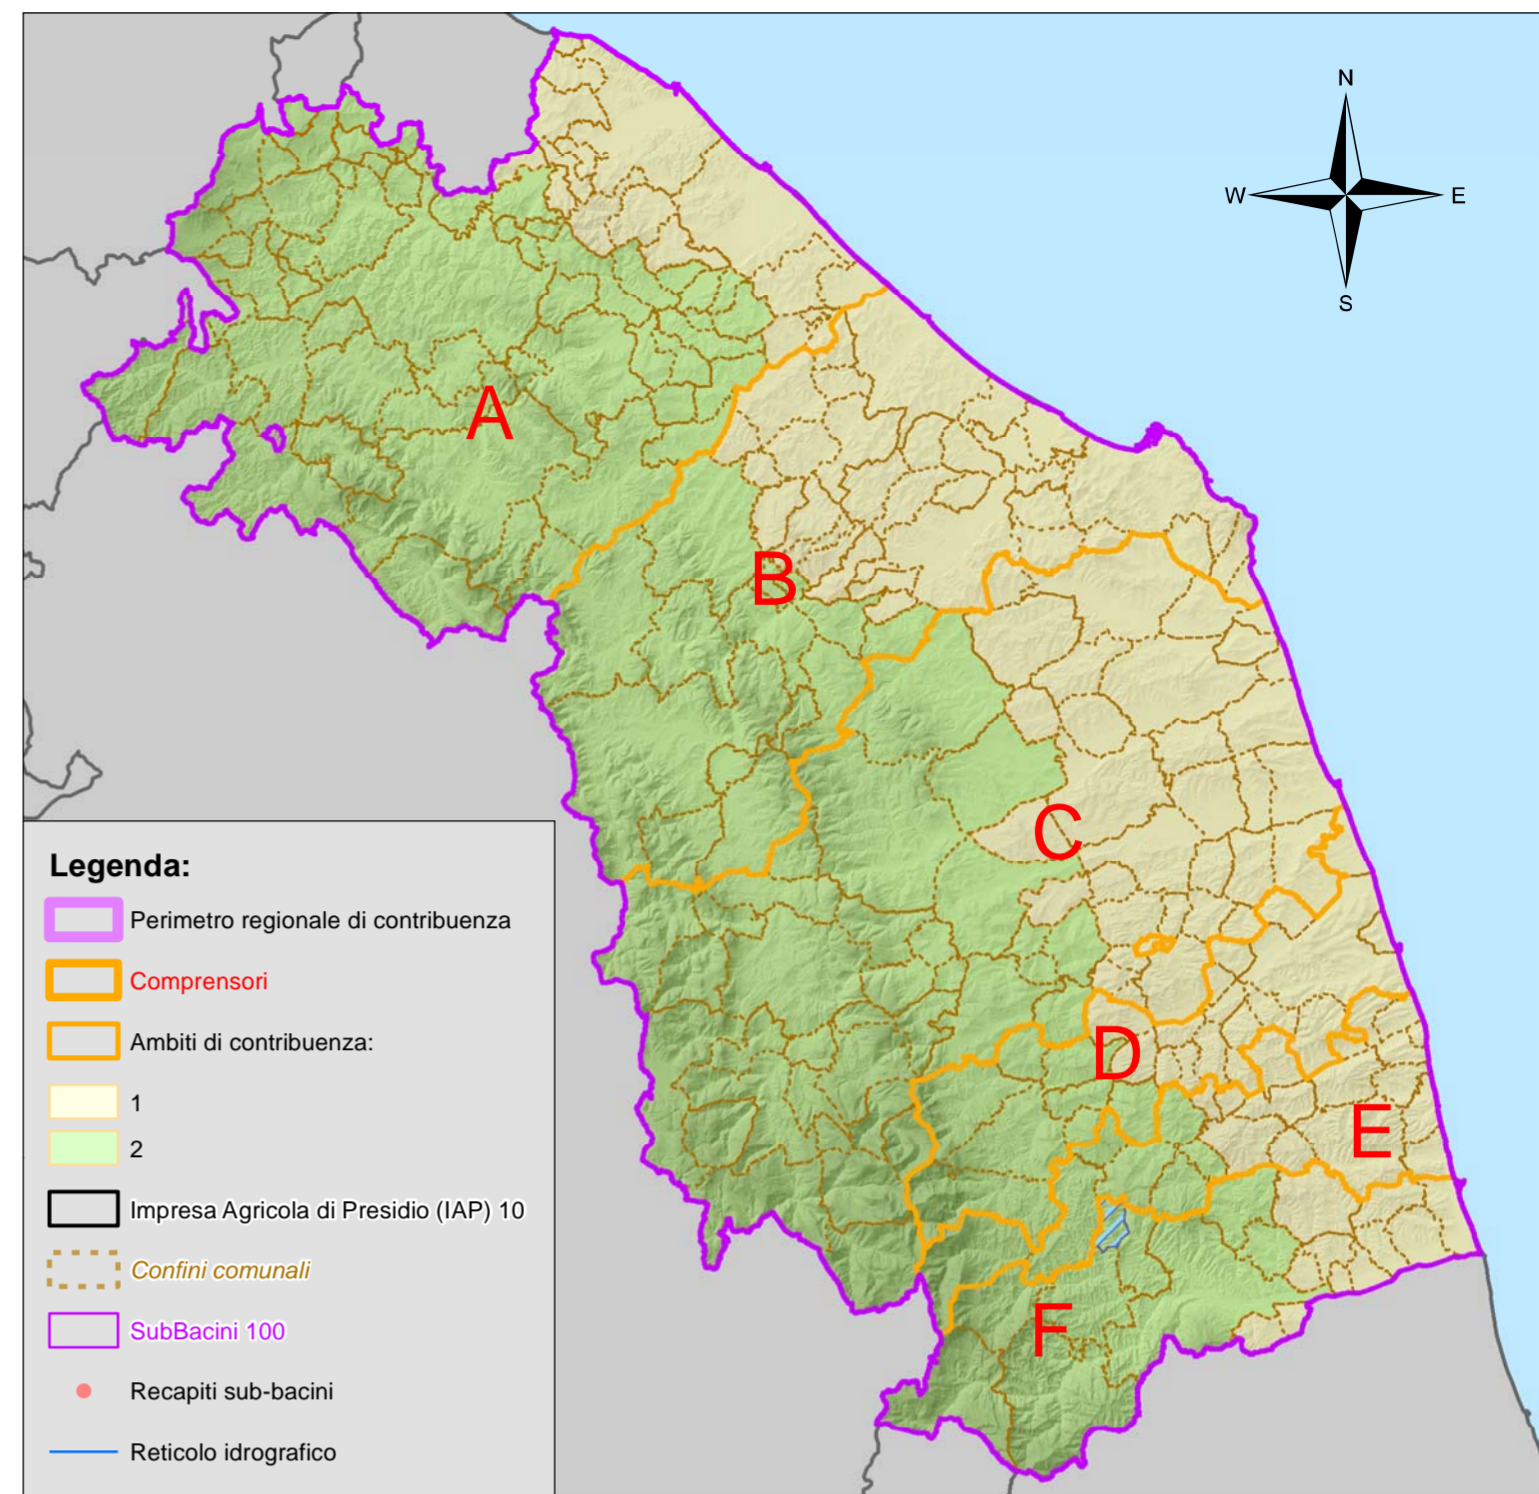 N
W
E
S
A
B
C
D
E
F
Legenda:
Perimetro regionale di contribuenza
Comprensori
Ambiti di contribuenza:
1
2
Impresa Agricola di Presidio (IAP) 10
Confini comunali
SubBacini 100
Recapiti sub-bacini
Reticolo idrografico